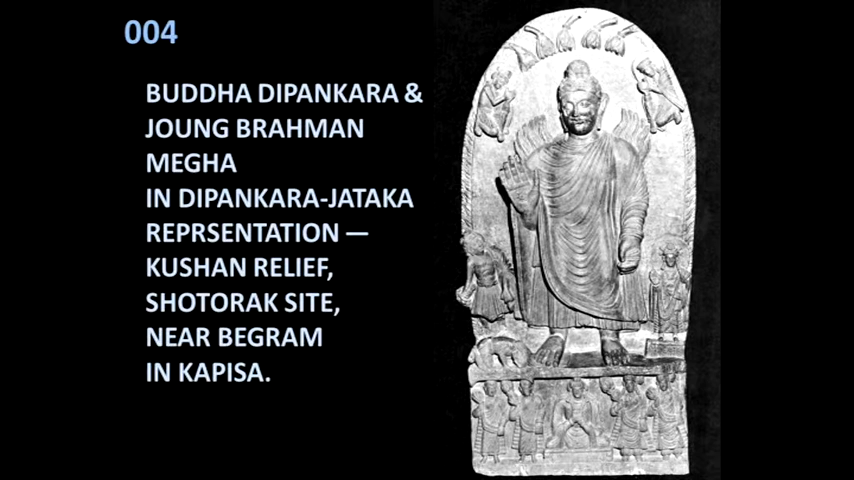 004
BUDDHA DIPANKARA &
JOUNG BRAHMAN
MEGHA
IN DIPANKARA-JATAKA
REPRSENTATION —
KUSHAN RELIEF,
SHOTORAK SITE,
NEAR BEGRAM
IN KAPISA.